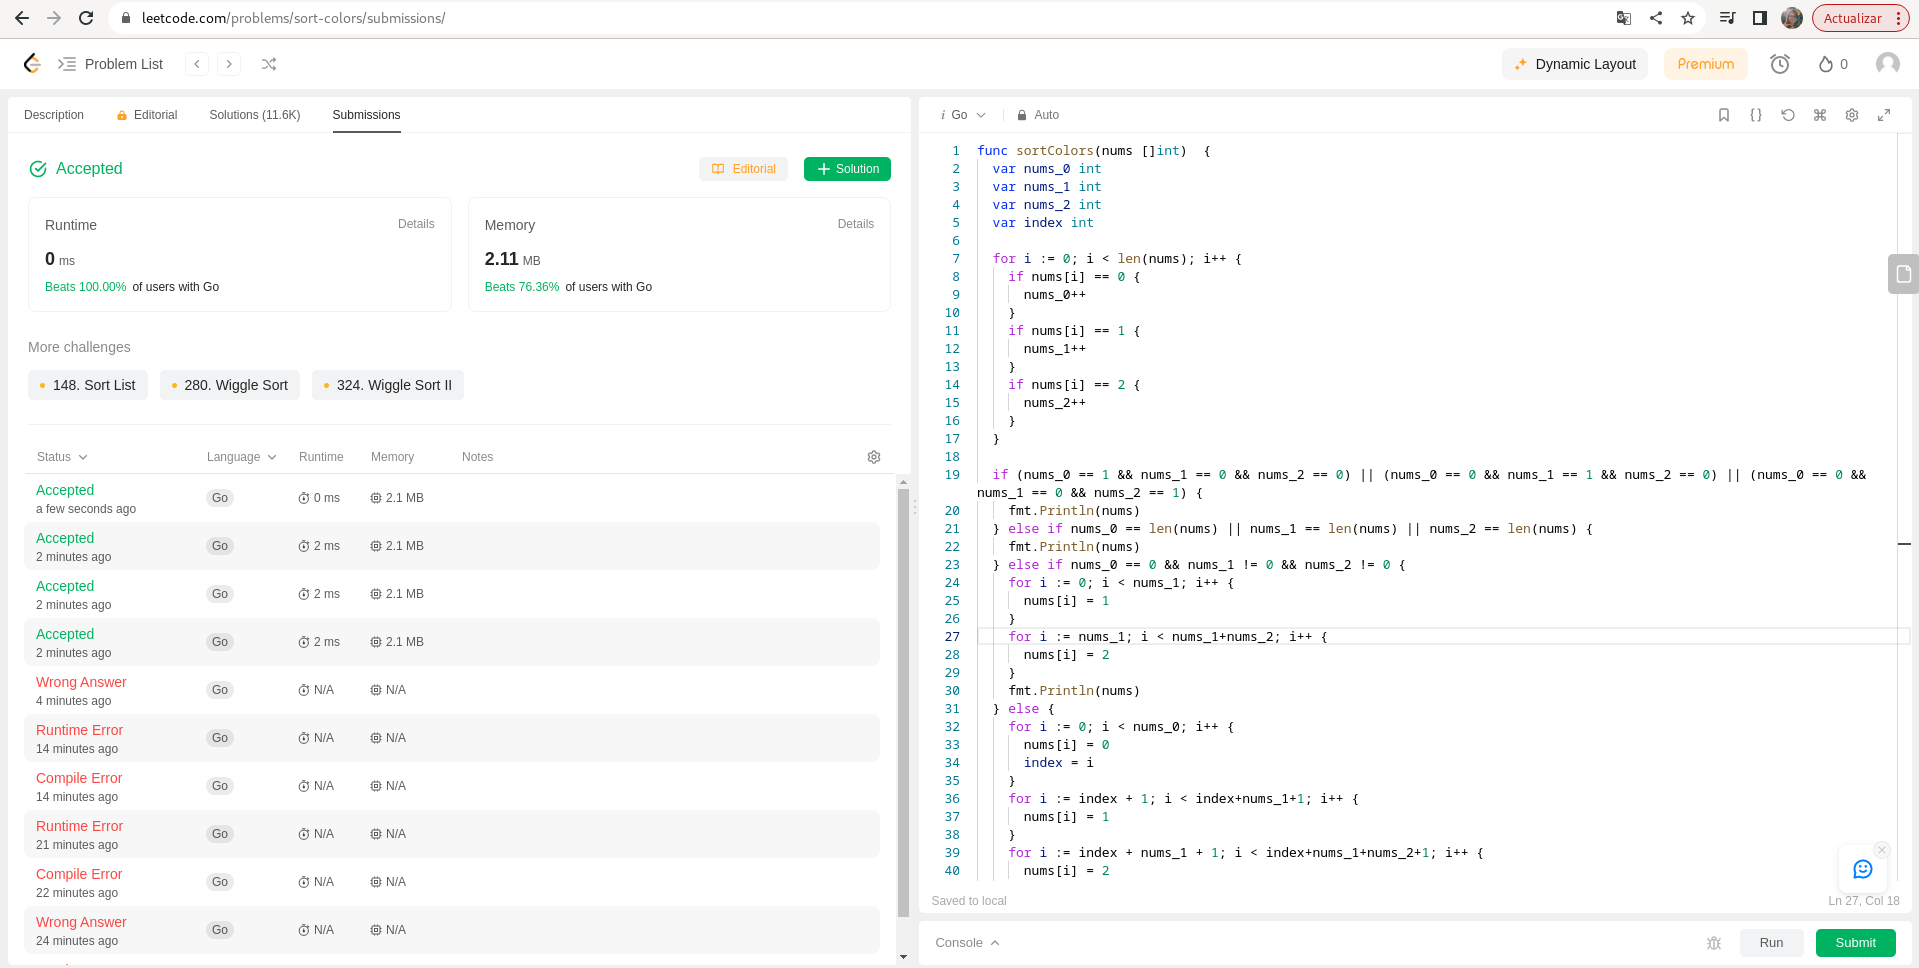 leetcode.com/problems/sort-colors/submissions/
Actualizar
Problem List
Dynamic Layout
Premium
0
Description
Editorial
Solutions (11.6K)
Submissions
Accepted
Editorial
Solution
Runtime
Details
0 ms
Beats 100.00% of users with Go
Memory
Details
2.11 MB
Beats 76.36% of users with Go
More challenges
148. Sort List
280. Wiggle Sort
324. Wiggle Sort II
Status Language Runtime Memory Notes
Accepted
a few seconds ago
Go 0 ms 2.1 MB
Accepted
2 minutes ago
Go 2 ms 2.1 MB
Accepted
2 minutes ago
Go 2 ms 2.1 MB
Accepted
2 minutes ago
Go 2 ms 2.1 MB
Wrong Answer
4 minutes ago
Go N/A N/A
Runtime Error
14 minutes ago
Go N/A N/A
Compile Error
14 minutes ago
Go N/A N/A
Runtime Error
21 minutes ago
Go N/A N/A
Compile Error
22 minutes ago
Go N/A N/A
Wrong Answer
24 minutes ago
Go N/A N/A
i Go
Auto
1 func sortColors(nums []int)  {
2 var nums_0 int
3 var nums_1 int
4 var nums_2 int
5 var index int
6
7 for i := 0; i < len(nums); i++ {
8 if nums[i] == 0 {
9 nums_0++
10 }
11 if nums[i] == 1 {
12 nums_1++
13 }
14 if nums[i] == 2 {
15 nums_2++
16 }
17 }
18
19 if (nums_0 == 1 && nums_1 == 0 && nums_2 == 0) || (nums_0 == 0 && nums_1 == 1 && nums_2 == 0) || (nums_0 == 0 &&
nums_1 == 0 && nums_2 == 1) {
20 fmt.Println(nums)
21 } else if nums_0 == len(nums) || nums_1 == len(nums) || nums_2 == len(nums) {
22 fmt.Println(nums)
23 } else if nums_0 == 0 && nums_1 != 0 && nums_2 != 0 {
24 for i := 0; i < nums_1; i++ {
25 nums[i] = 1
26 }
27 for i := nums_1; i < nums_1+nums_2; i++ {
28 nums[i] = 2
29 }
30 fmt.Println(nums)
31 } else {
32 for i := 0; i < nums_0; i++ {
33 nums[i] = 0
34 index = i
35 }
36 for i := index + 1; i < index+nums_1+1; i++ {
37 nums[i] = 1
38 }
39 for i := index + nums_1 + 1; i < index+nums_1+nums_2+1; i++ {
40 nums[i] = 2
Saved to local
Ln 27, Col 18
Console
Run
Submit